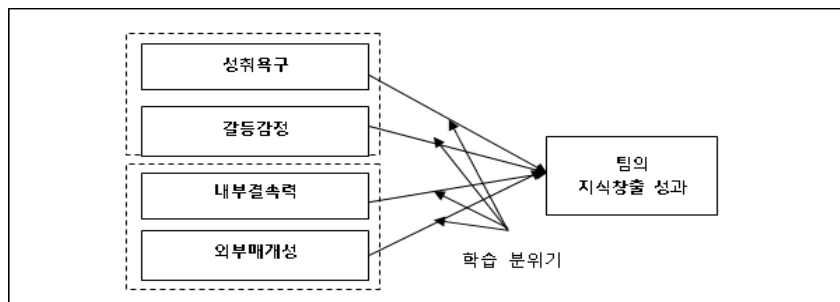 성취욕구
갈등감정
내부결속력
외부매개성
팀의
지식창출 성과
학습 분위기